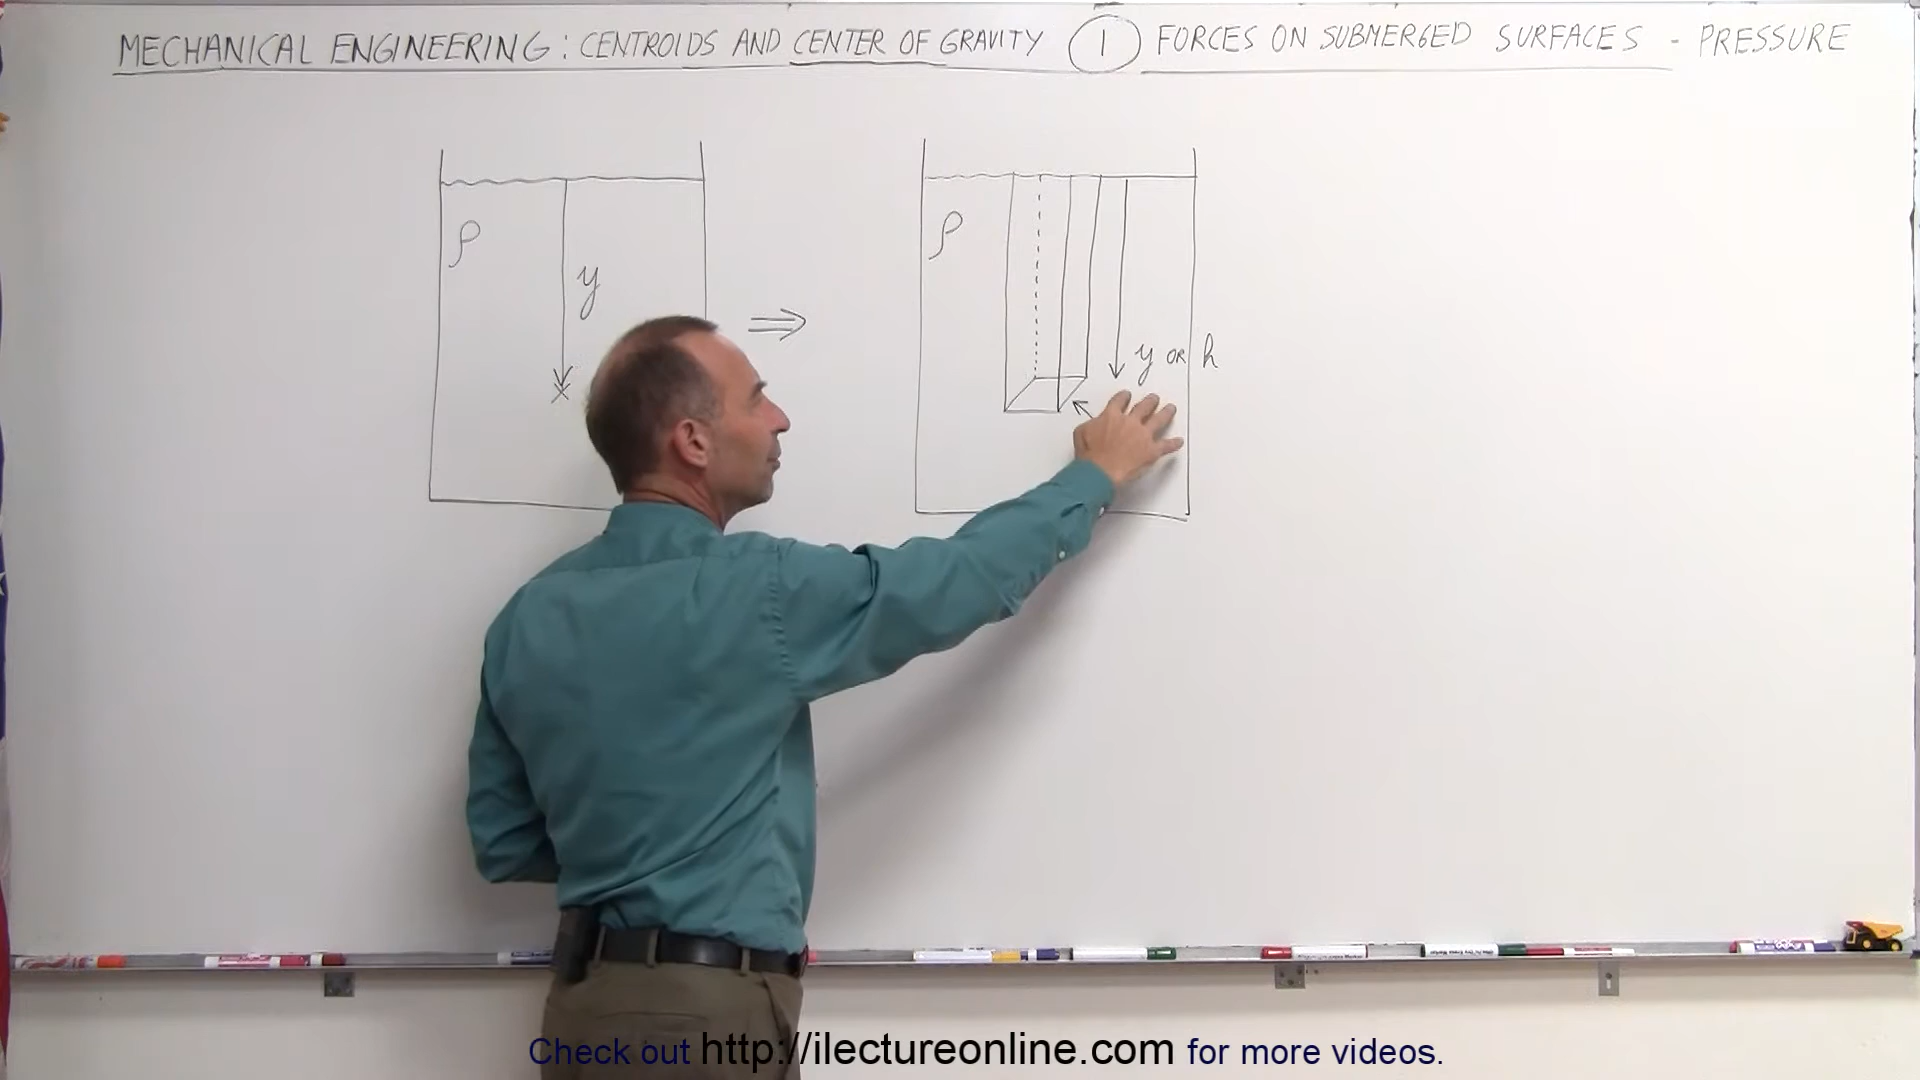 MECHANICAL ENGINEERING: CENTROIDS AND CENTER OF GRAVITY ① FORCES ON SUBMERGED SURFACES - PRESSURE
ρ
y
⇒
ρ
y OR h
Check out http://ilectureonline.com for more videos.